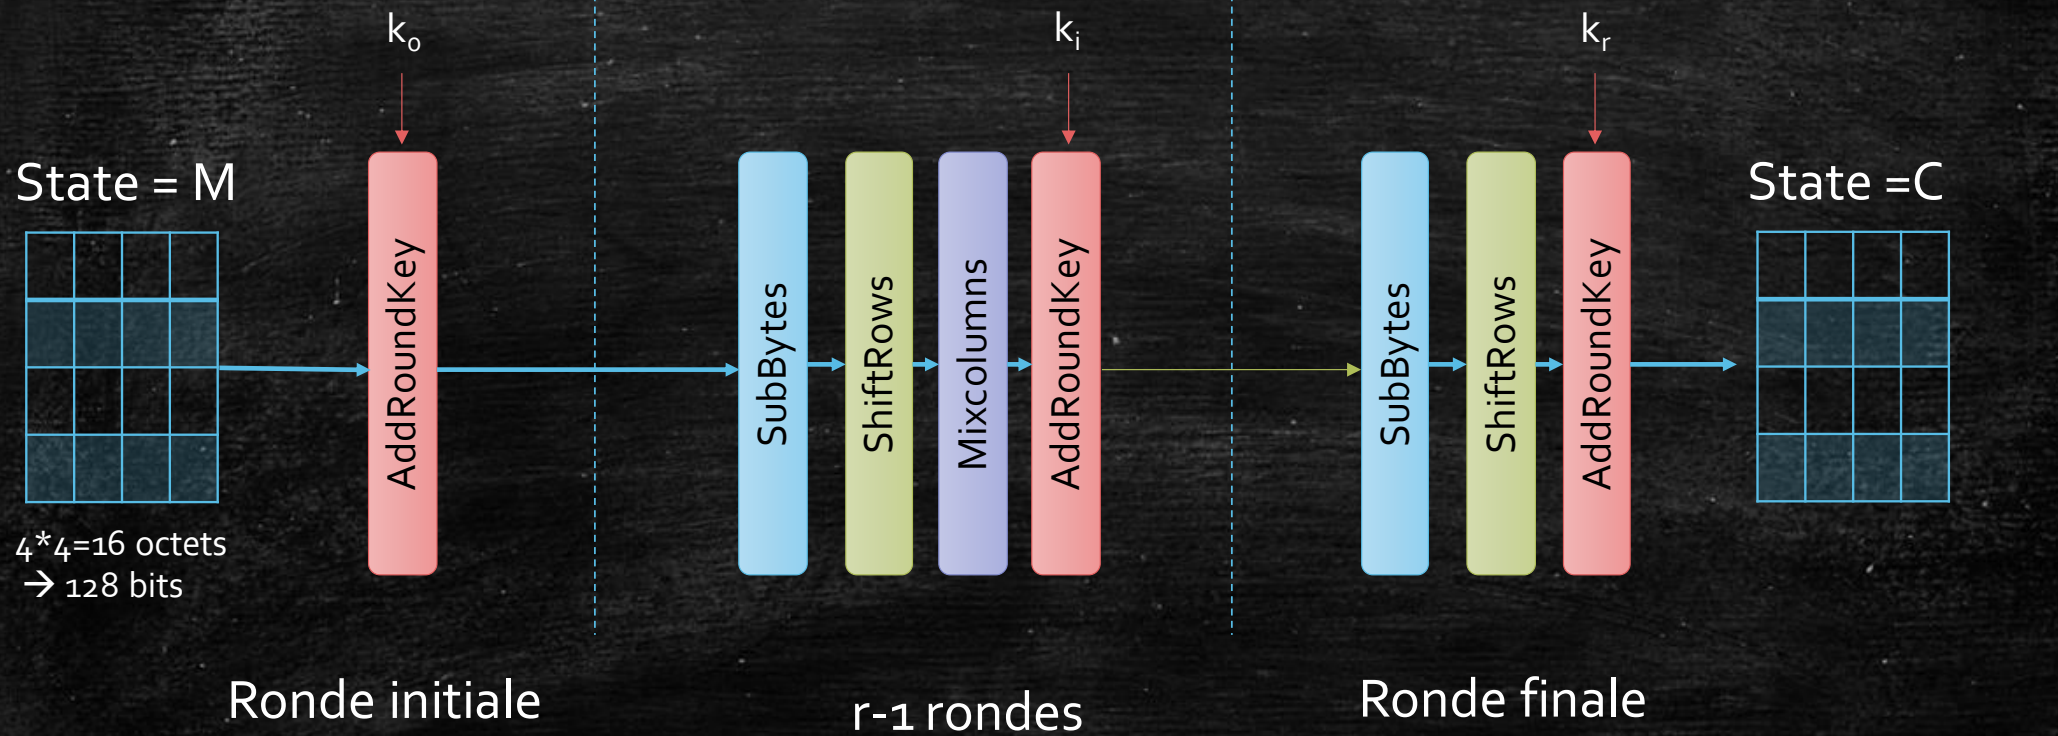 k₀
kᵢ
kᵣ
State = M
AddRoundKey
SubBytes
ShiftRows
Mixcolumns
AddRoundKey
SubBytes
ShiftRows
AddRoundKey
State =C
4*4=16 octets
→ 128 bits
Ronde initiale
r-1 rondes
Ronde finale